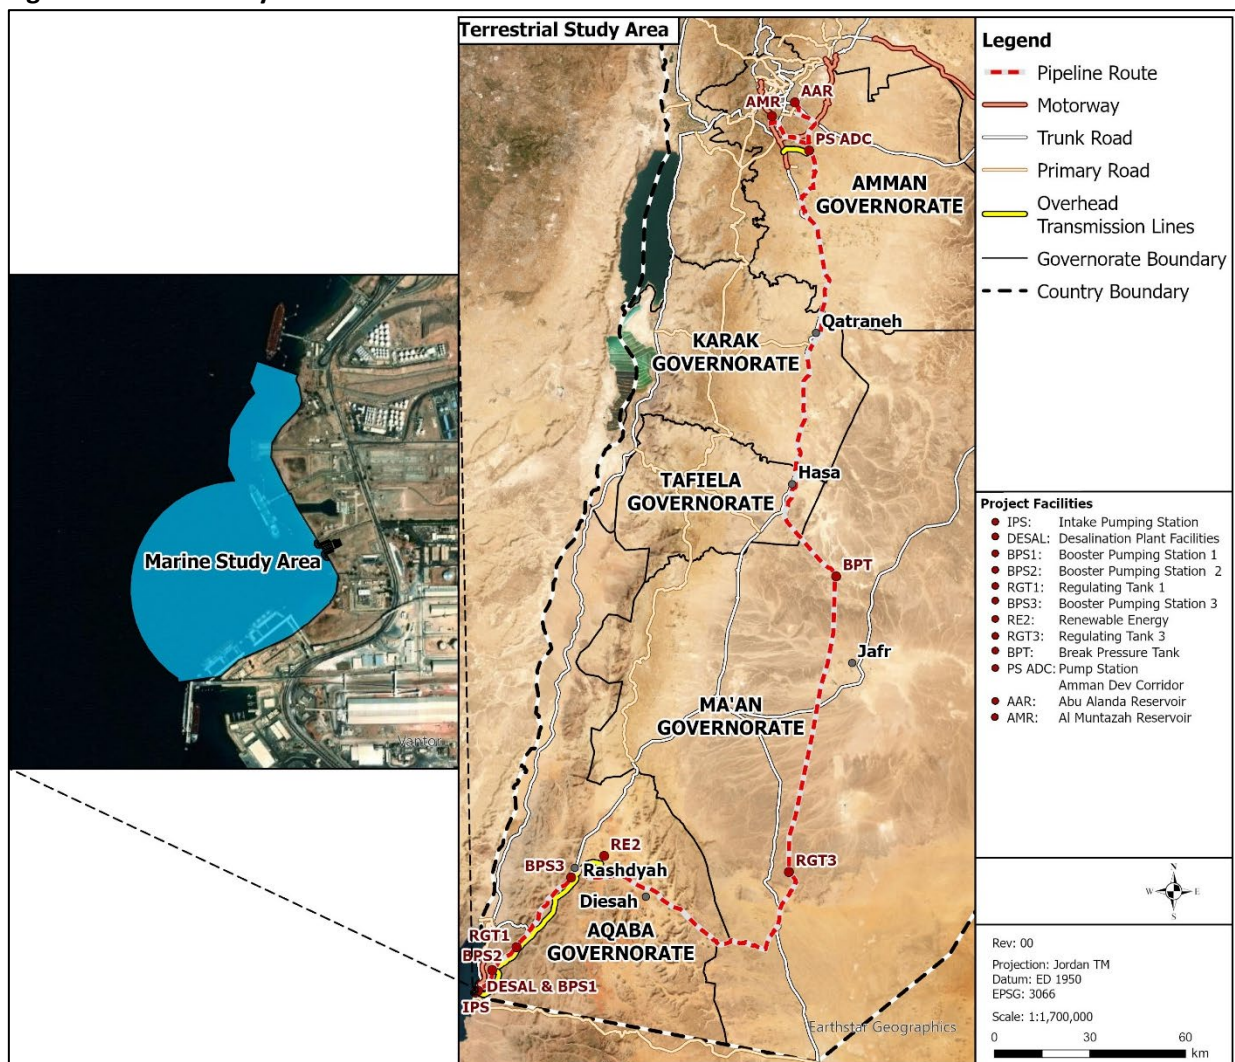 Terrestrial Study Area
AAR
AMR
PS ADC
AMMAN
GOVERNORATE
Qatraneh
KARAK
GOVERNORATE
Hasa
TAFIELA
GOVERNORATE
BPT
Jafr
MA'AN
GOVERNORATE
RE2
BPS3
Rashdyah
RGT3
Diesah
AQABA
GOVERNORATE
RGT1
BPS2
DESAL & BPS1
IPS
Earthstar Geographics
Marine Study Area
Vantor
Legend
Pipeline Route
Motorway
Trunk Road
Primary Road
Overhead
Transmission Lines
Governorate Boundary
Country Boundary
Project Facilities
IPS: Intake Pumping Station
DESAL: Desalination Plant Facilities
BPS1: Booster Pumping Station 1
BPS2: Booster Pumping Station 2
RGT1: Regulating Tank 1
BPS3: Booster Pumping Station 3
RE2: Renewable Energy
RGT3: Regulating Tank 3
BPT: Break Pressure Tank
PS ADC: Pump Station
Amman Dev Corridor
AAR: Abu Alanda Reservoir
AMR: Al Muntazah Reservoir
N
W E
S
Rev: 00
Projection: Jordan TM
Datum: ED 1950
EPSG: 3066
Scale: 1:1,700,000
0 30 60
km